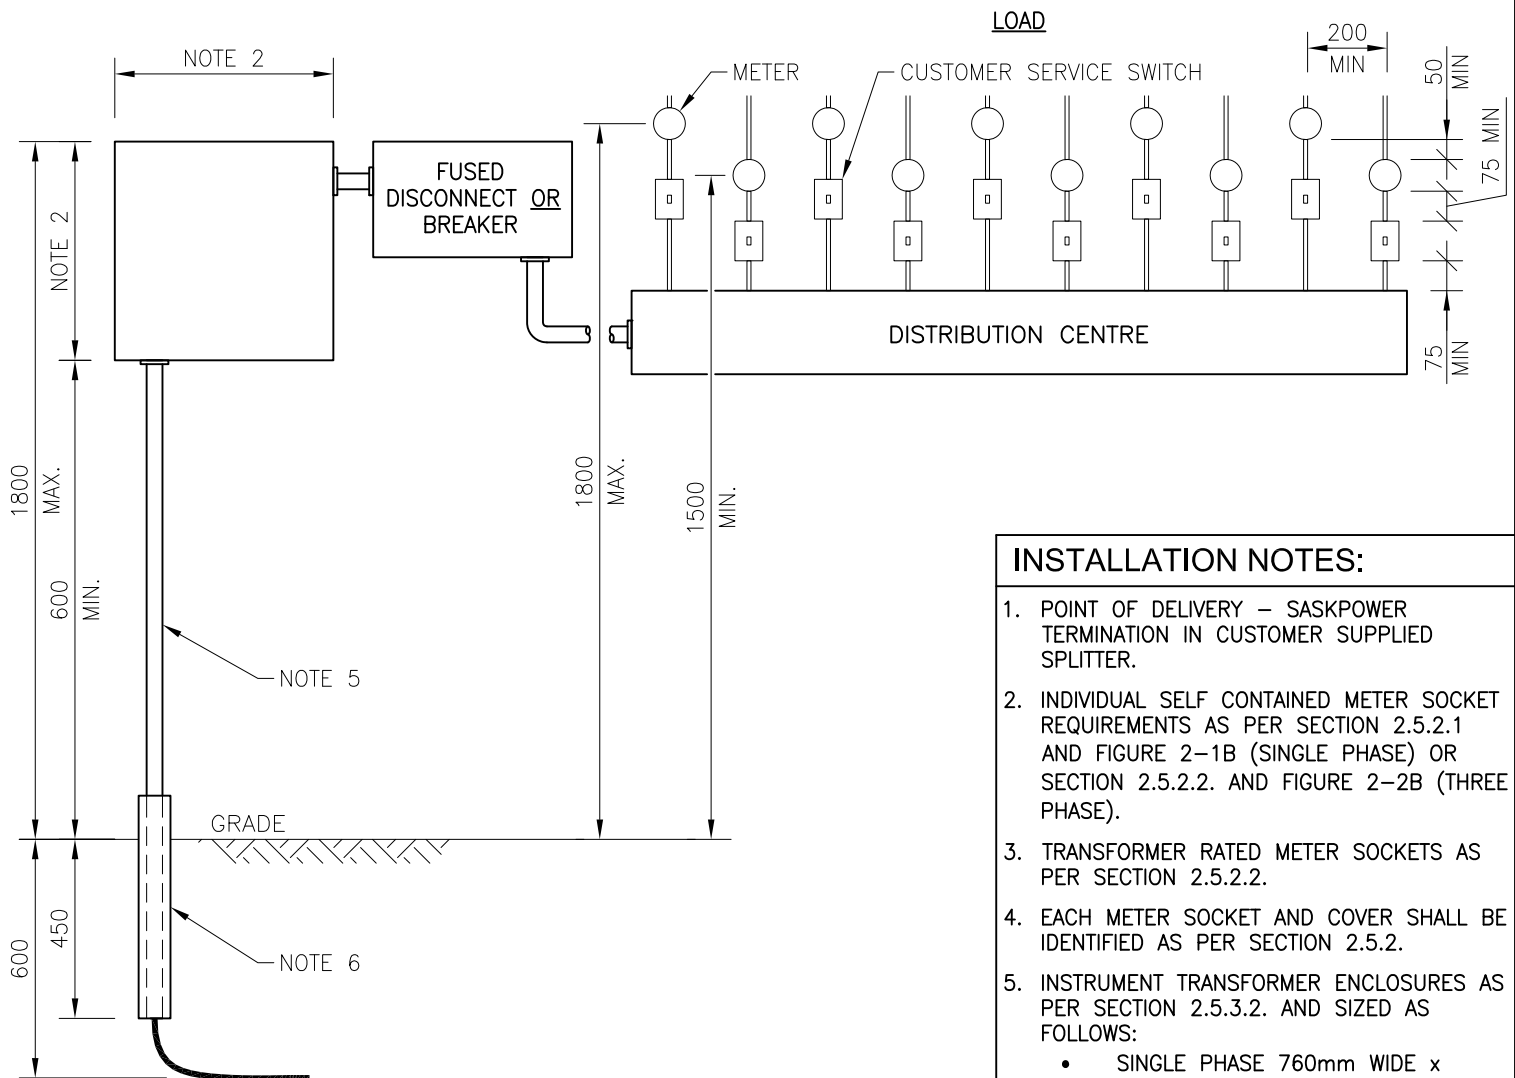 LOAD
NOTE 2
METER
CUSTOMER SERVICE SWITCH
200
MIN
50
MIN
75 MIN
FUSED
DISCONNECT OR
BREAKER
NOTE 2
DISTRIBUTION CENTRE
75
MIN
1800
MAX.
600
MIN.
1800
MAX.
1500
MIN.
NOTE 5
GRADE
600
450
NOTE 6
INSTALLATION NOTES:
1. POINT OF DELIVERY – SASKPOWER
TERMINATION IN CUSTOMER SUPPLIED
SPLITTER.
2. INDIVIDUAL SELF CONTAINED METER SOCKET
REQUIREMENTS AS PER SECTION 2.5.2.1
AND FIGURE 2–1B (SINGLE PHASE) OR
SECTION 2.5.2.2. AND FIGURE 2–2B (THREE
PHASE).
3. TRANSFORMER RATED METER SOCKETS AS
PER SECTION 2.5.2.2.
4. EACH METER SOCKET AND COVER SHALL BE
IDENTIFIED AS PER SECTION 2.5.2.
5. INSTRUMENT TRANSFORMER ENCLOSURES AS
PER SECTION 2.5.3.2. AND SIZED AS
FOLLOWS:
• SINGLE PHASE 760mm WIDE x